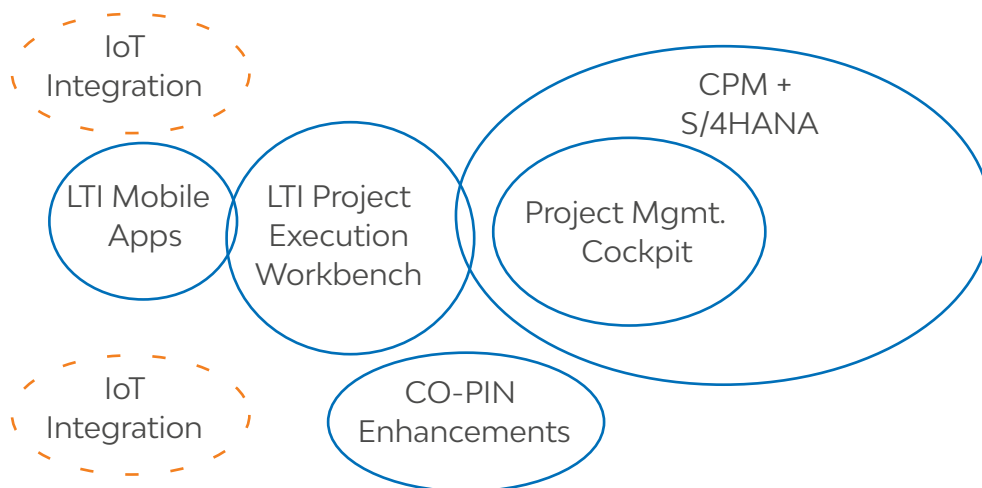 IoT
Integration
CPM +
S/4HANA
LTI Mobile
Apps
LTI Project
Execution
Workbench
Project Mgmt.
Cockpit
IoT
Integration
CO-PIN
Enhancements